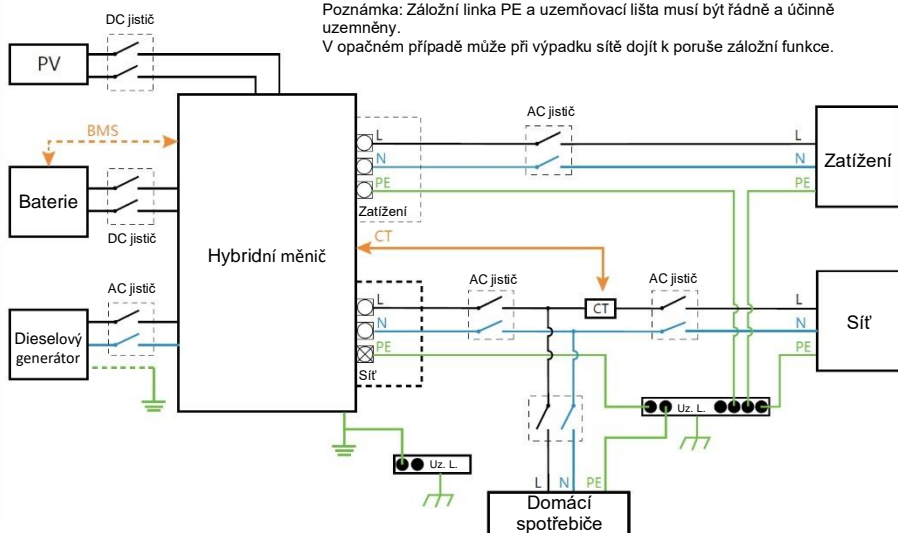 Poznámka: Záložní linka PE a uzemňovací lišta musí být řádně a účinně
uzemněny.
V opačném případě může při výpadku sítě dojít k poruše záložní funkce.
DC jistič
PV
BMS
Baterie
DC jistič
AC jistič
Dieselový
generátor
Hybridní měnič
L
N
PE
Zatížení
AC jistič
L
N
PE
Zatížení
CT
L
N
PE
Síť
AC jistič
CT
AC jistič
L
N
PE
Síť
Uz. L.
Uz. L.
L
N
PE
Domácí
spotřebiče